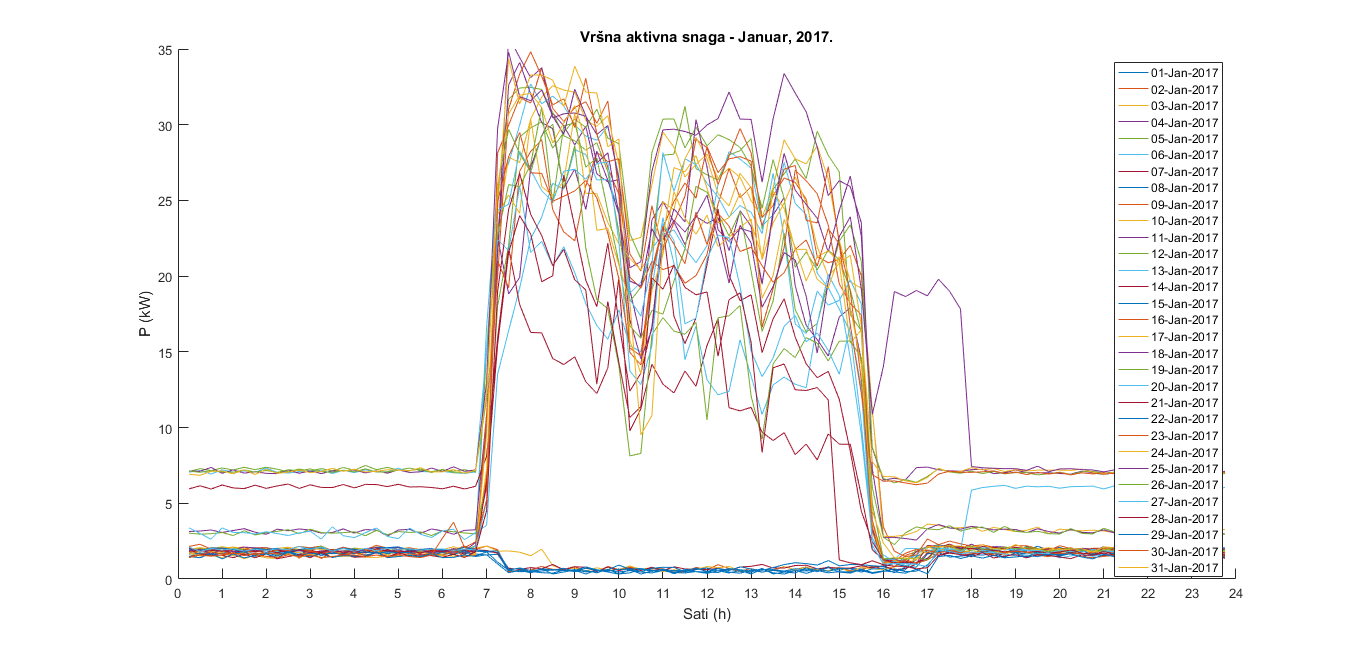 Vršna aktivna snaga - Januar, 2017.
35
30
25
20
15
10
5
0
P (kW)
0 1 2 3 4 5 6 7 8 9 10 11 12 13 14 15 16 17 18 19 20 21 22 23 24
Sati (h)
01-Jan-2017
02-Jan-2017
03-Jan-2017
04-Jan-2017
05-Jan-2017
06-Jan-2017
07-Jan-2017
08-Jan-2017
09-Jan-2017
10-Jan-2017
11-Jan-2017
12-Jan-2017
13-Jan-2017
14-Jan-2017
15-Jan-2017
16-Jan-2017
17-Jan-2017
18-Jan-2017
19-Jan-2017
20-Jan-2017
21-Jan-2017
22-Jan-2017
23-Jan-2017
24-Jan-2017
25-Jan-2017
26-Jan-2017
27-Jan-2017
28-Jan-2017
29-Jan-2017
30-Jan-2017
31-Jan-2017